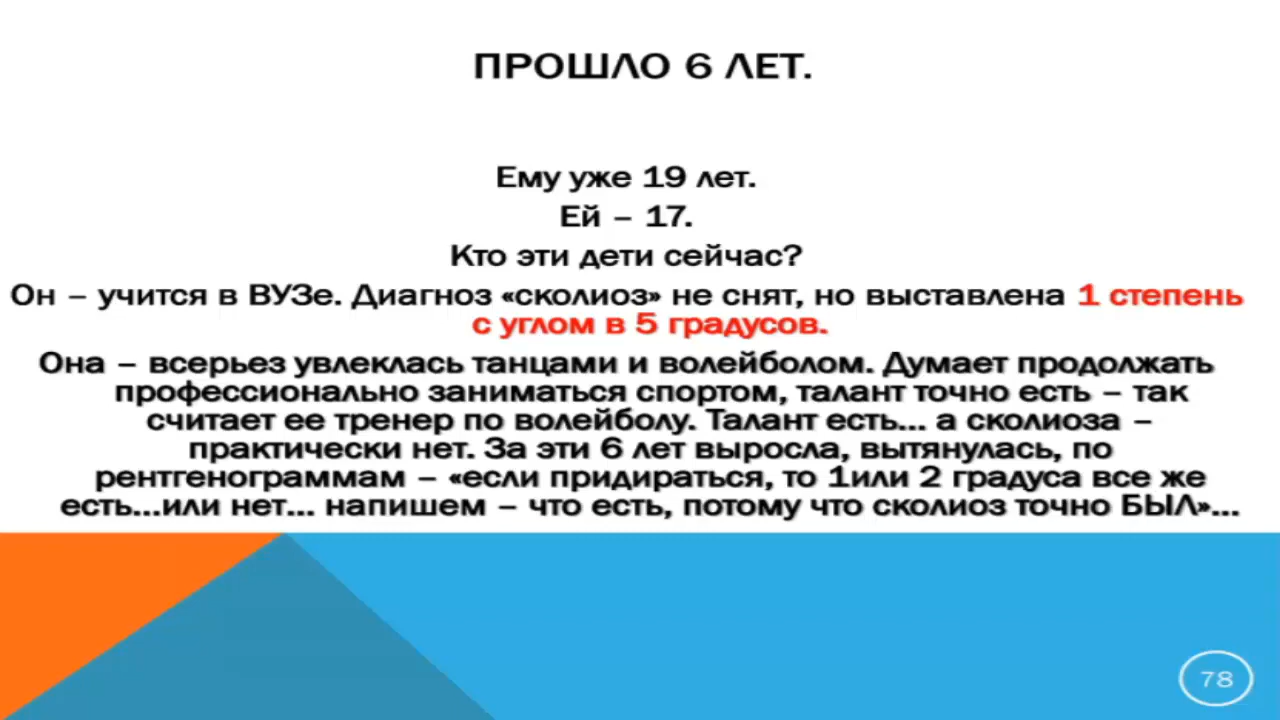 ПРОШЛО 6 ЛЕТ.
Ему уже 19 лет.
Ей – 17.
Кто эти дети сейчас?
Он – учится в ВУЗе. Диагноз «сколиоз» не снят, но выставлена 1 степень
с углом в 5 градусов.
Она – всерьез увлеклась танцами и волейболом. Думает продолжать
профессионально заниматься спортом, талант точно есть – так
считает ее тренер по волейболу. Талант есть... а сколиоза –
практически нет. За эти 6 лет выросла, вытянулась, по
рентгенограммам – «если придираться, то 1или 2 градуса все же
есть...или нет... напишем – что есть, потому что сколиоз точно БЫЛ»...
78